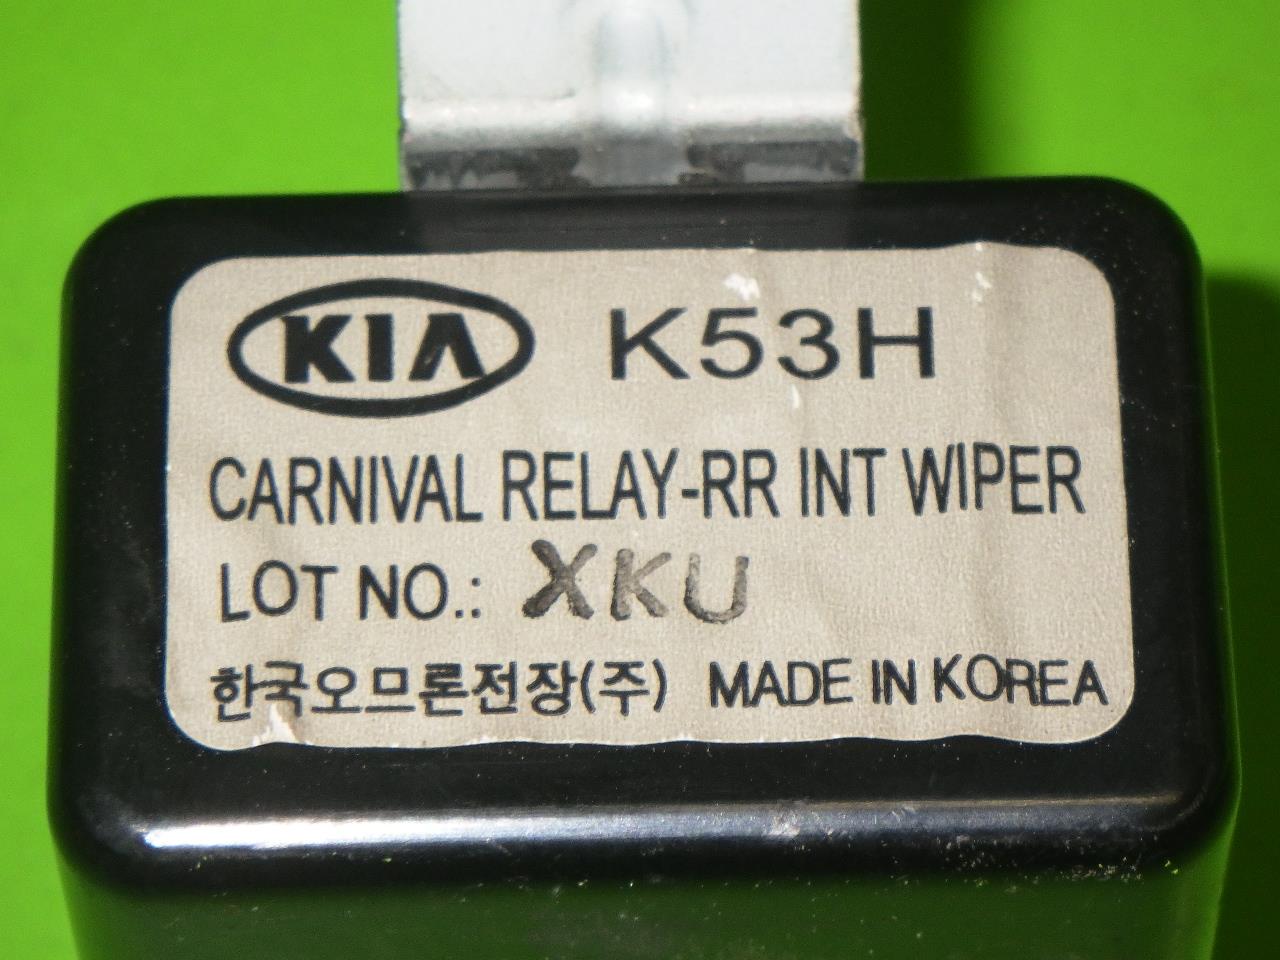 KIA K53H
CARNIVAL RELAY-RR INT WIPER
LOT NO.: XKU
한국오므론전장(주) MADE IN KOREA